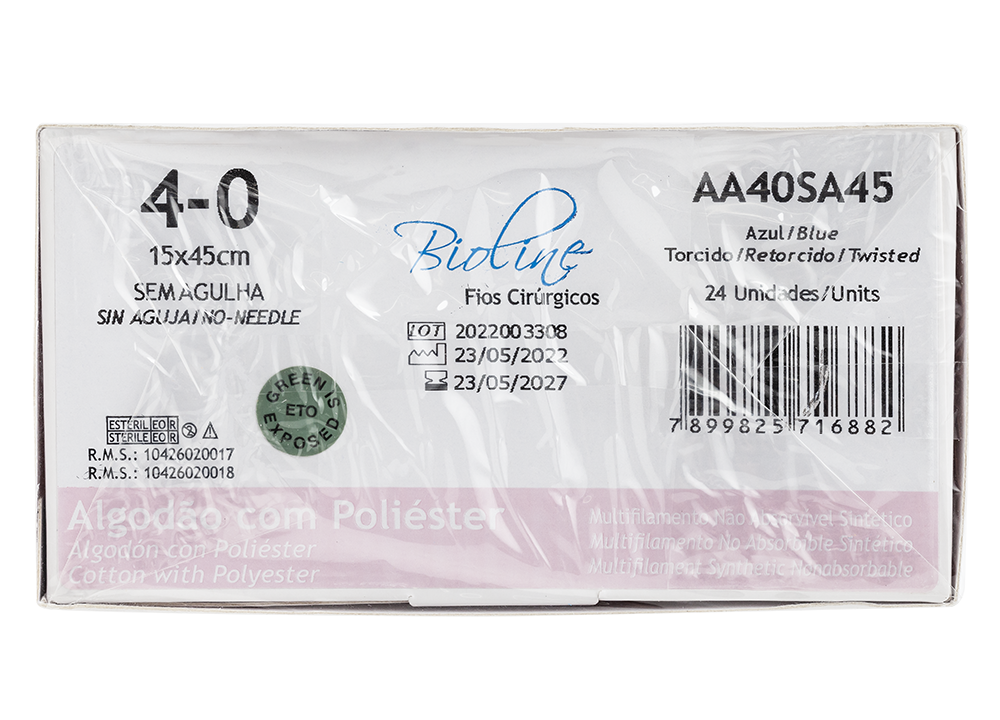 4-0
15x45cm
SEM AGULHA
SIN AGUJA/NO-NEEDLE
Bioline
Fios Cirúrgicos
LOT 2022003308
23/05/2022
23/05/2027
AA40SA45
Azul/Blue
Torcido/Retorcido/Twisted
24 Unidades/Units
7 899825 716882
GREEN IS
ETO
EXPOSED
ESTÉRIL EO R
STERILE EO R
R.M.S.: 10426020017
R.M.S.: 10426020018
Algodão com Poliéster
Algodón con Poliéster
Cotton with Polyester
Multifilamento Não Absorvível Sintético
Multifilamento No Absorbible Sintético
Multifilament Synthetic Nonabsorbable